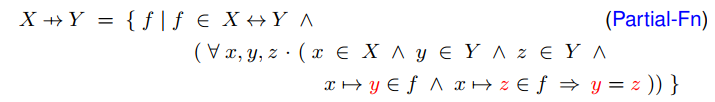 X ⇸ Y = { f | f ∈ X ↔ Y ∧ (Partial-Fn)
( ∀ x, y, z · ( x ∈ X ∧ y ∈ Y ∧ z ∈ Y ∧
x ↦ y ∈ f ∧ x ↦ z ∈ f ⇒ y = z )) }